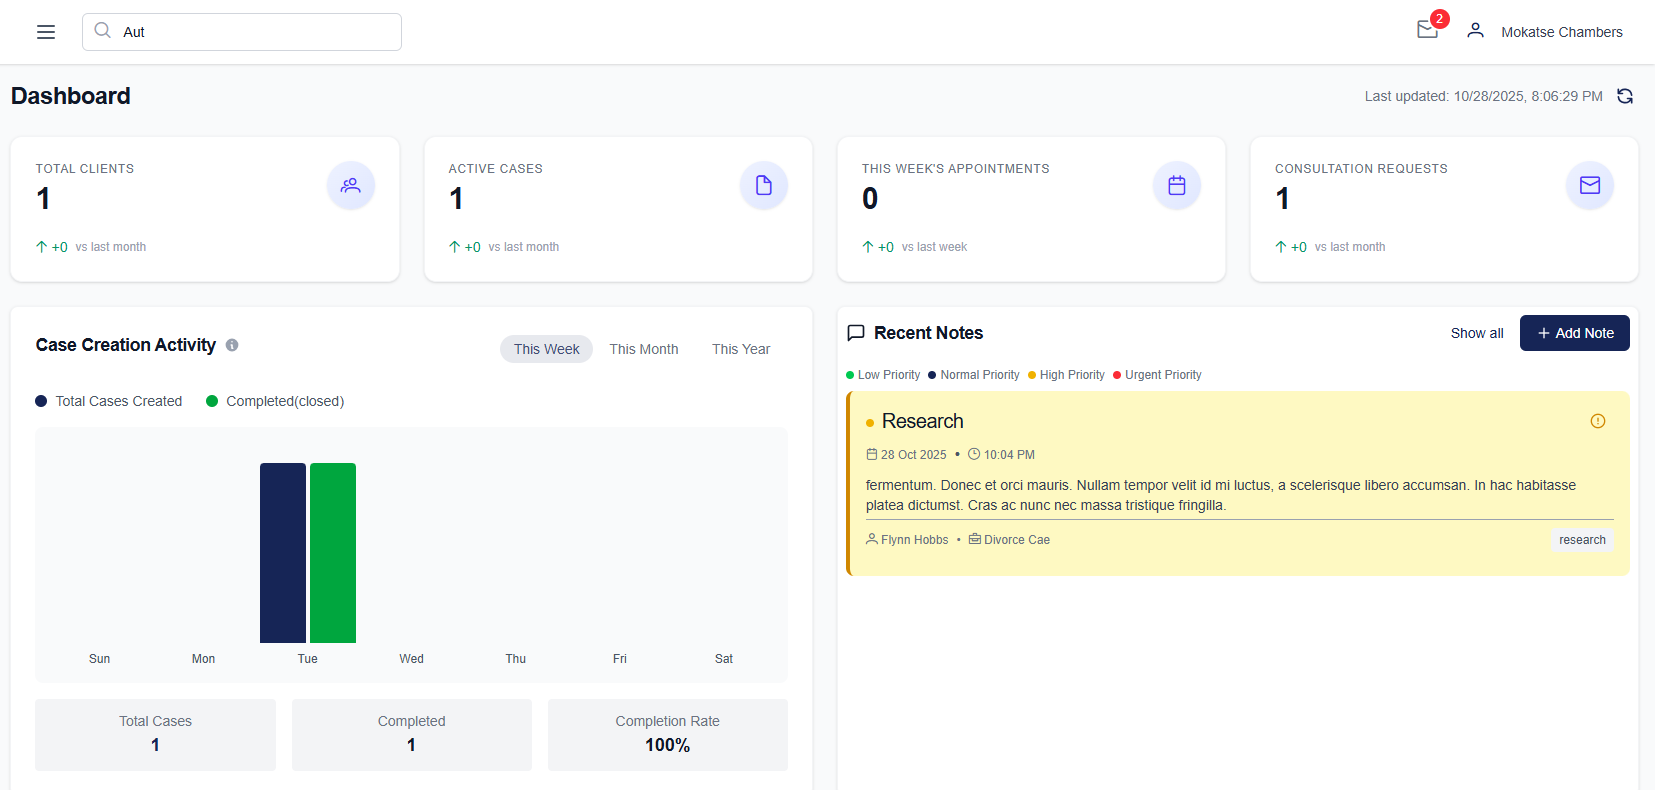 Aut
2
Mokatse Chambers
Dashboard
Last updated: 10/28/2025, 8:06:29 PM
TOTAL CLIENTS
1
+0 vs last month
ACTIVE CASES
1
+0 vs last month
THIS WEEK'S APPOINTMENTS
0
+0 vs last week
CONSULTATION REQUESTS
1
+0 vs last month
Case Creation Activity
This Week
This Month
This Year
Total Cases Created
Completed(closed)
Sun
Mon
Tue
Wed
Thu
Fri
Sat
Total Cases
1
Completed
1
Completion Rate
100%
Recent Notes
Show all
+ Add Note
Low Priority
Normal Priority
High Priority
Urgent Priority
Research
28 Oct 2025 • 10:04 PM
fermentum. Donec et orci mauris. Nullam tempor velit id mi luctus, a scelerisque libero accumsan. In hac habitasse
platea dictumst. Cras ac nunc nec massa tristique fringilla.
Flynn Hobbs • Divorce Cae
research